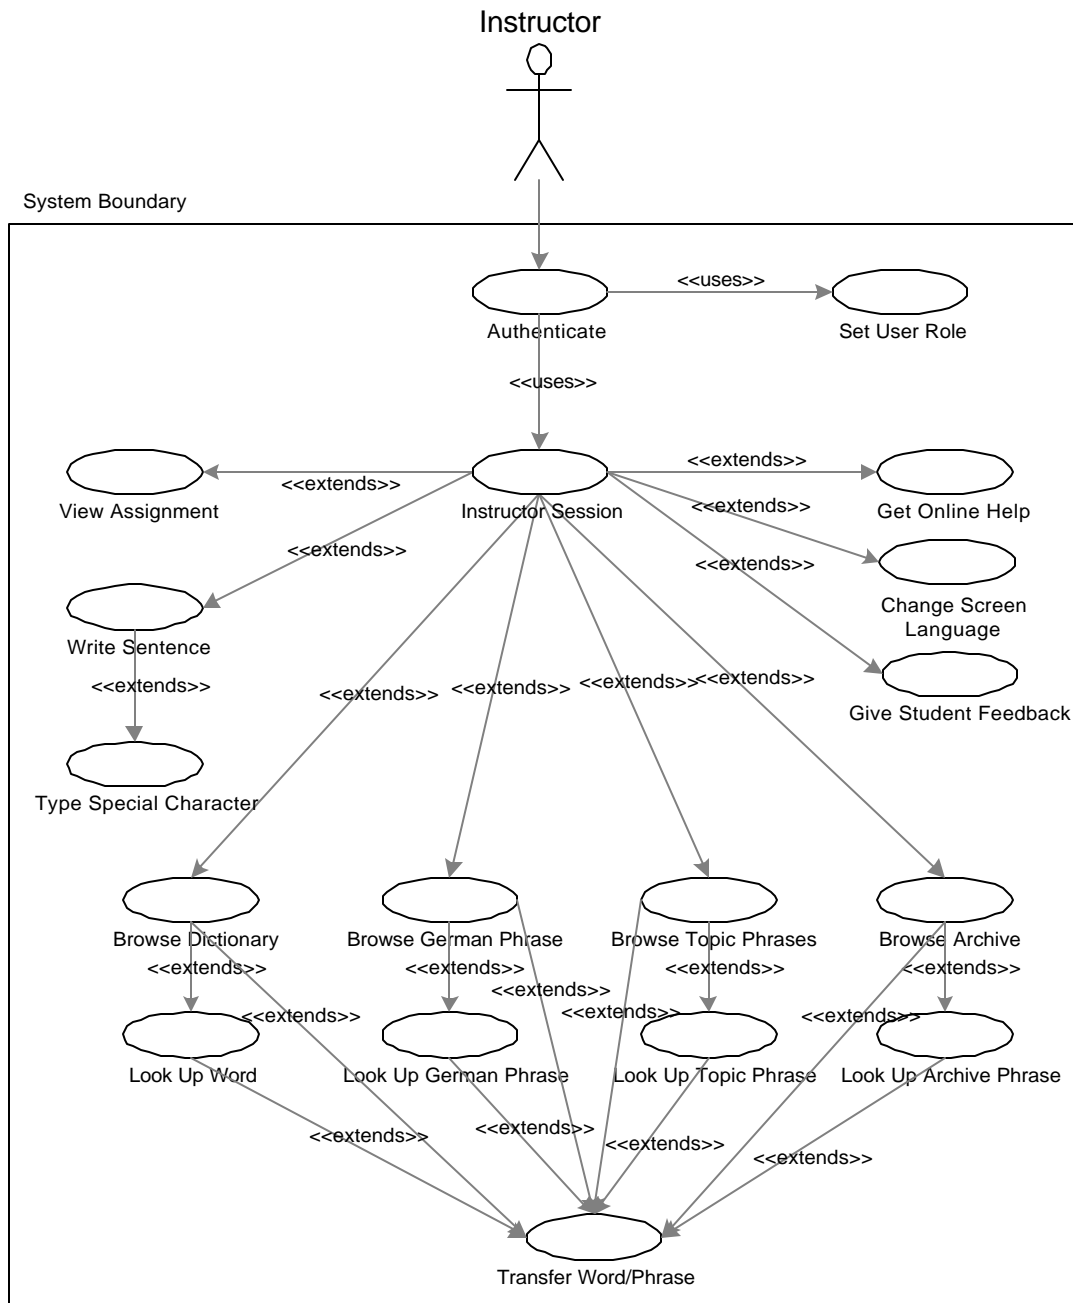 Instructor
System Boundary
<<uses>>
Authenticate
Set User Role
<<uses>>
<<extends>>
<<extends>>
View Assignment
Instructor Session
Get Online Help
<<extends>>
<<extends>>
<<extends>>
Change Screen
Language
Write Sentence
<<extends>>
<<extends>>
<<extends>>
<<extends>>
<<extends>>
Give Student Feedback
Type Special Character
Browse Dictionary
Browse German Phrase
Browse Topic Phrases
Browse Archive
<<extends>>
<<extends>>
<<extends>>
<<extends>>
<<extends>>
<<extends>>
<<extends>>
<<extends>>
Look Up Word
Look Up German Phrase
Look Up Topic Phrase
Look Up Archive Phrase
<<extends>>
<<extends>>
<<extends>>
<<extends>>
Transfer Word/Phrase